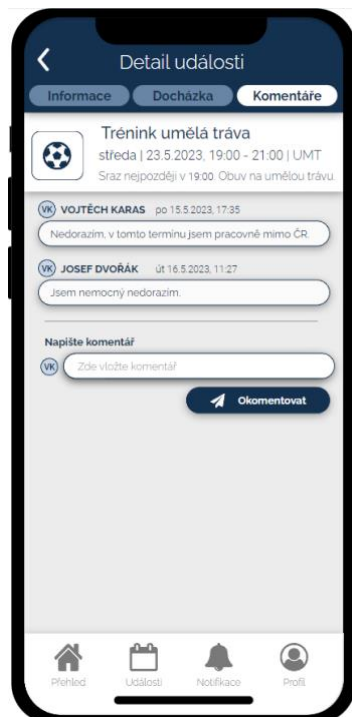 Detail události
Informace Docházka Komentáře
Trénink umělá tráva
středa | 23.5.2023, 19:00 - 21:00 | UMT
Sraz nejpozději v 19:00. Obuv na umělou trávu.
VK VOJTĚCH KARAS po 15.5.2023, 17:35
Nedorazím, v tomto termínu jsem pracovně mimo ČR.
VK JOSEF DVOŘÁK út 16.5.2023, 11:27
Jsem nemocný nedorazím.
Napište komentář
VK Zde vložte komentář
Okomentovat
Přehled Události Notifikace Profil